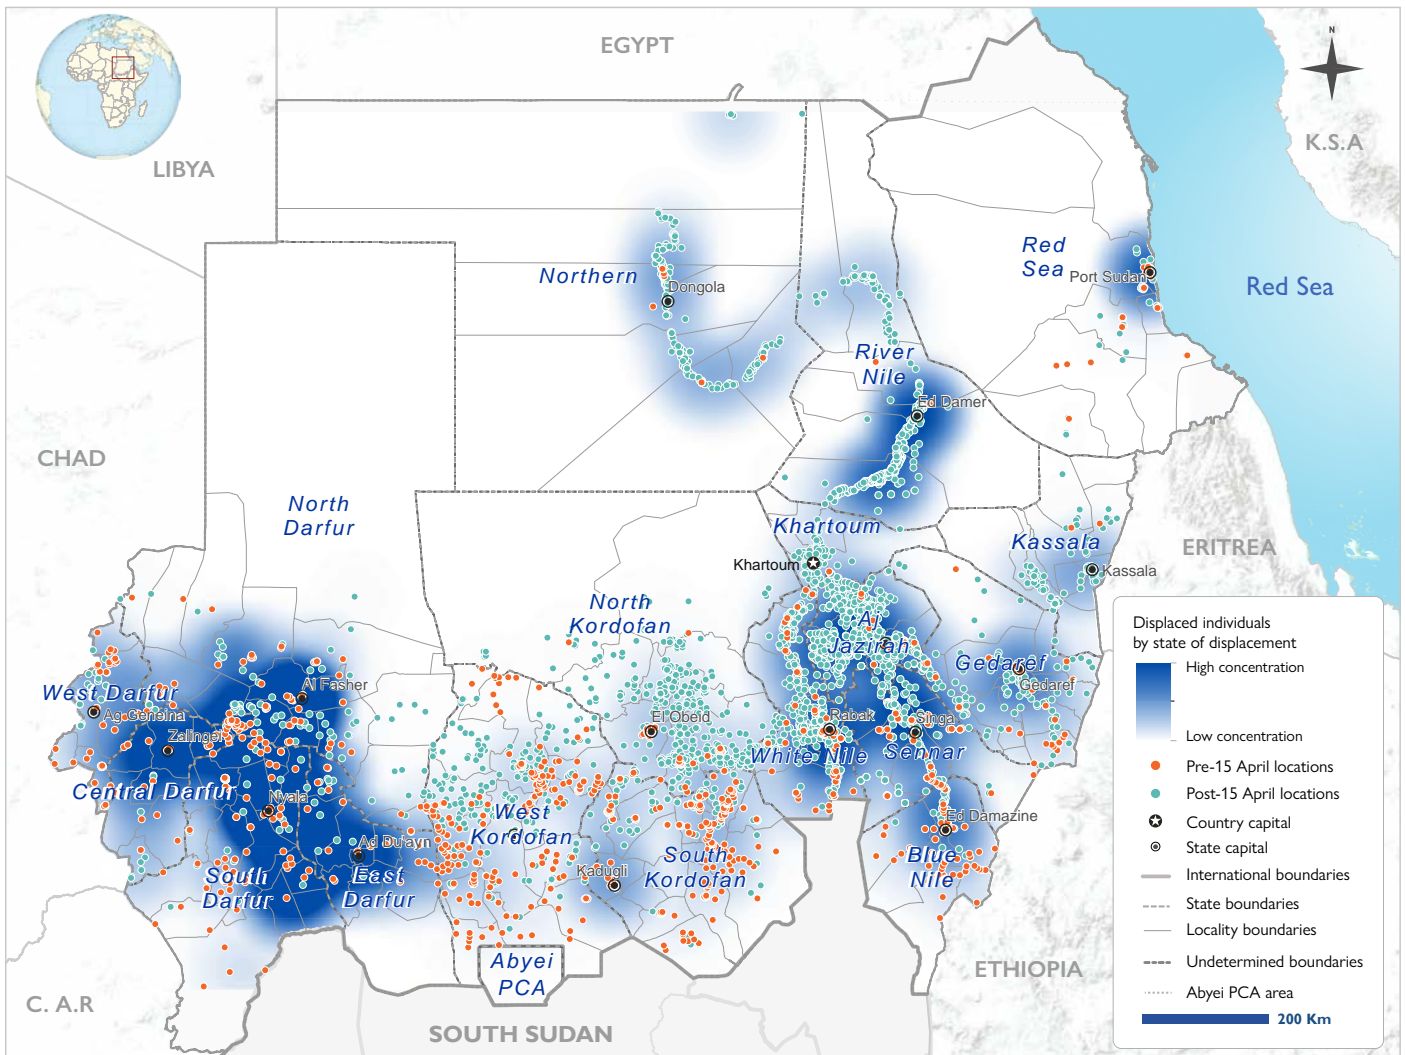 EGYPT
N
K.S.A
LIBYA
Red
Sea
Port Sudan
Northern
Dongola
Red Sea
River
Nile
Ed Damer
CHAD
North
Darfur
Khartoum
Kassala
ERITREA
Khartoum
Kassala
North
Kordofan
Aj
Jazirah
Gedaref
Gedaref
West Darfur
Ag Geneina
Al Fasher
Zalingei
El Obeid
Rabak
Singa
White Nile
Sennar
Central Darfur
Nyala
West
Kordofan
Ed Damazine
Ad Du'ayn
South
Darfur
East
Darfur
Kadugli
South
Kordofan
Blue
Nile
Abyei
PCA
ETHIOPIA
C. A.R
SOUTH SUDAN
Displaced individuals
by state of displacement
High concentration
Low concentration
Pre-15 April locations
Post-15 April locations
Country capital
State capital
International boundaries
State boundaries
Locality boundaries
Undetermined boundaries
Abyei PCA area
200 Km